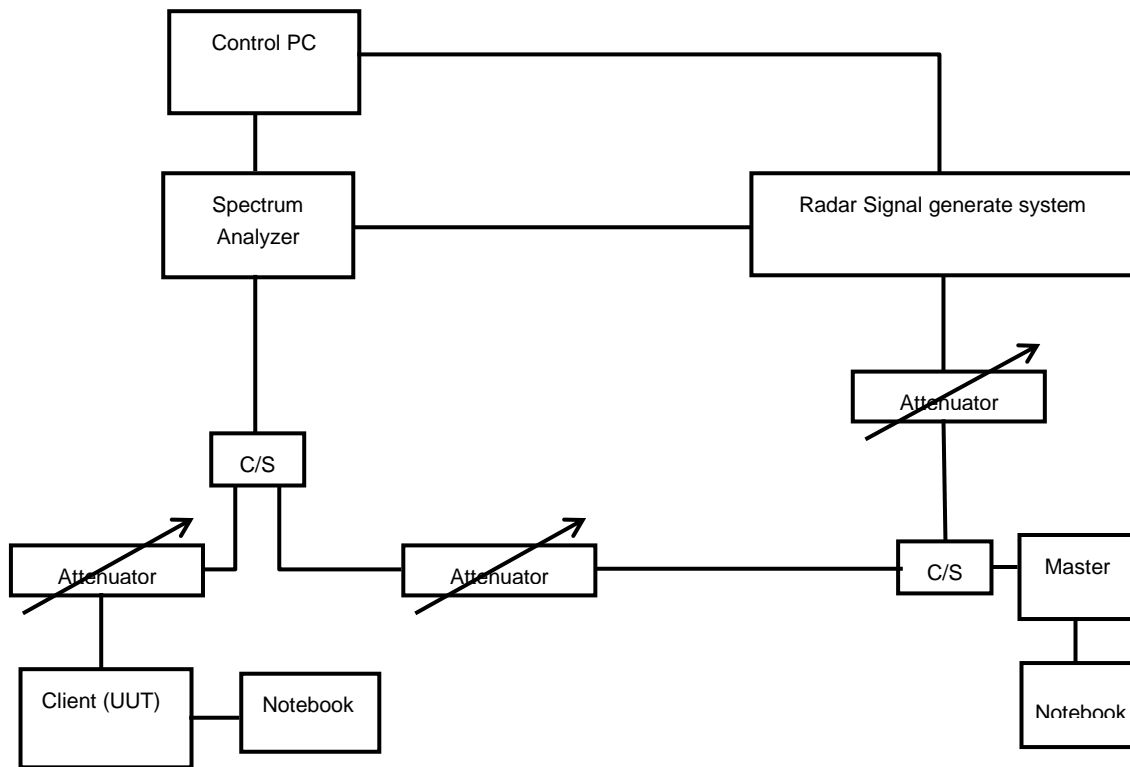 Control PC
Spectrum
Analyzer
Radar Signal generate system
Attenuator
C/S
Attenuator
Attenuator
C/S
Master
Client (UUT)
Notebook
Notebook